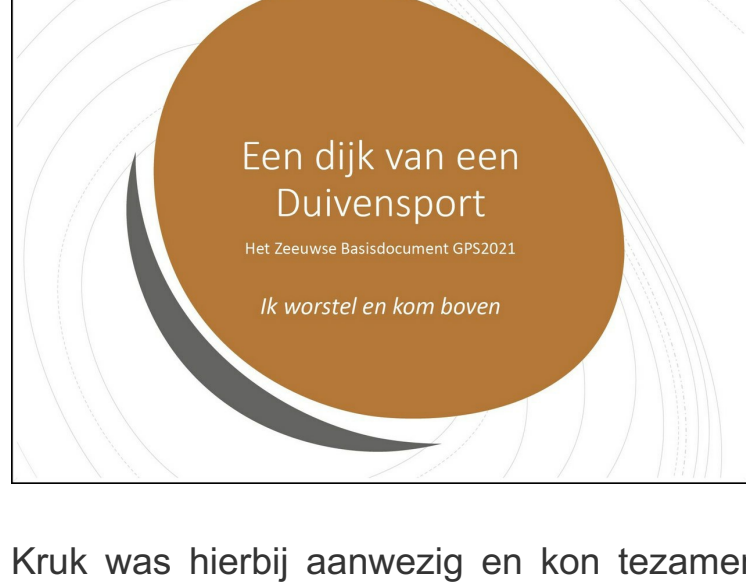 Een dijk van een
Duivensport
Het Zeeuwse Basisdocument GPS2021
Ik worstel en kom boven
Kruk was hierbij aanwezig en kon tezamen